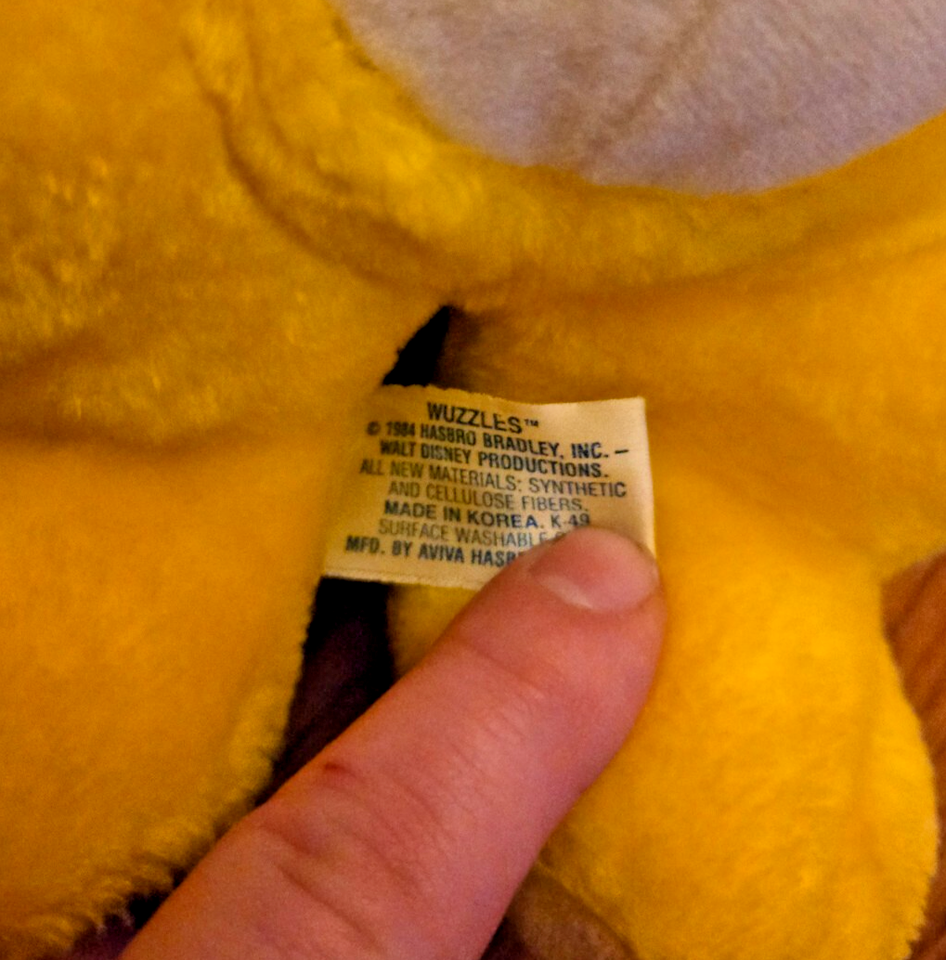 WUZZLES™
© 1984 HASBRO BRADLEY, INC. –
WALT DISNEY PRODUCTIONS.
ALL NEW MATERIALS: SYNTHETIC
AND CELLULOSE FIBERS.
MADE IN KOREA. K-49
SURFACE WASHABLE
MFD. BY AVIVA